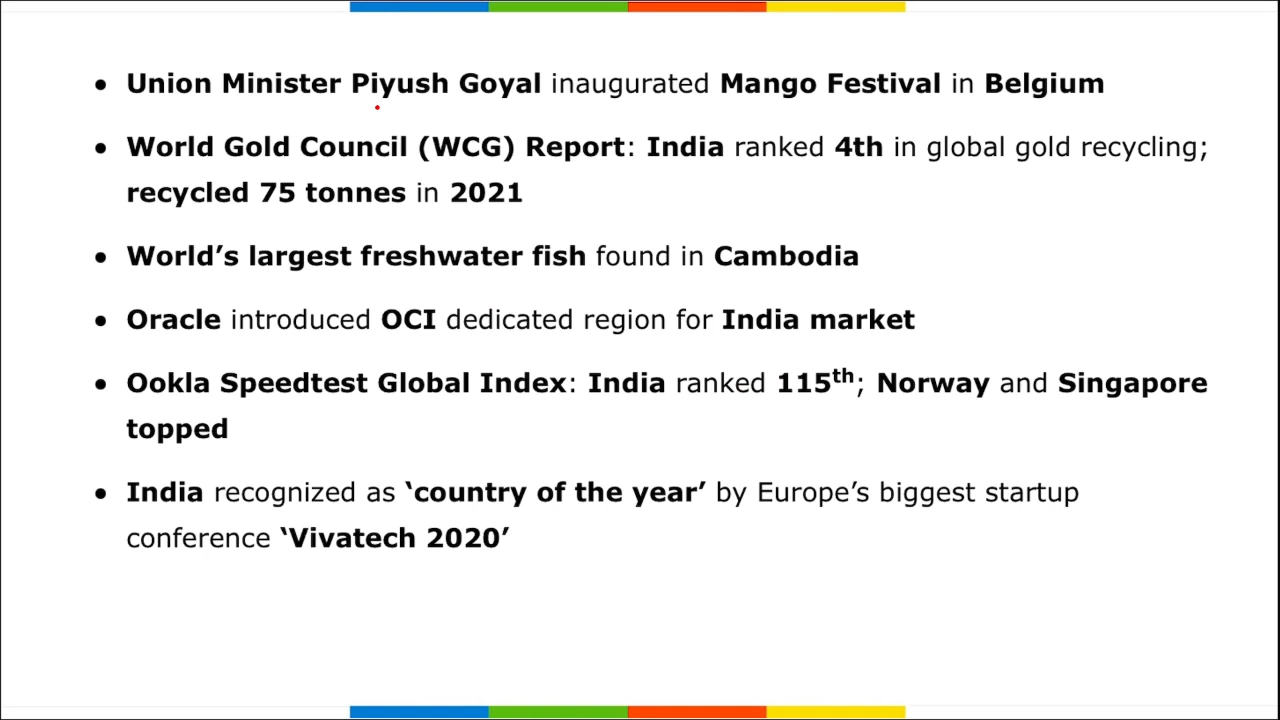 • Union Minister Piyush Goyal inaugurated Mango Festival in Belgium
• World Gold Council (WCG) Report: India ranked 4th in global gold recycling;
recycled 75 tonnes in 2021
• World’s largest freshwater fish found in Cambodia
• Oracle introduced OCI dedicated region for India market
• Ookla Speedtest Global Index: India ranked 115th; Norway and Singapore
topped
• India recognized as ‘country of the year’ by Europe’s biggest startup
conference ‘Vivatech 2020’